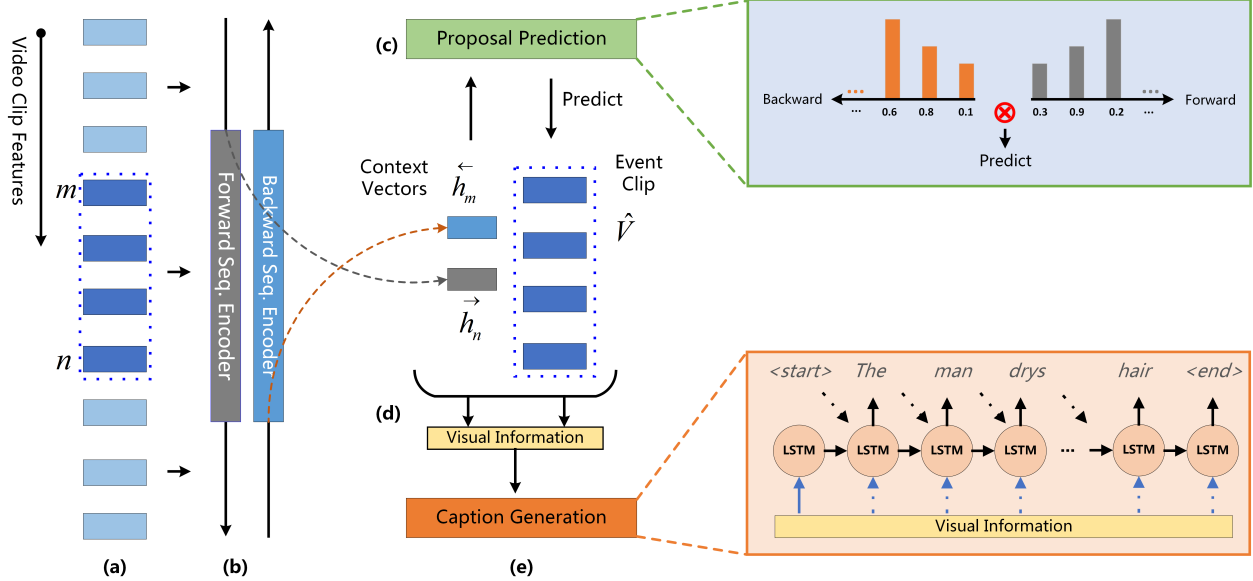 Video Clip Features
m
n
(a)
Forward Seq. Encoder
Backward Seq. Encoder
(b)
(c)
Proposal Prediction
Predict
Context
Vectors
←
h_m
→
h_n
Event
Clip
V̂
(d)
Visual Information
Caption Generation
(e)
Backward
...
0.6 0.8 0.1
0.3 0.9 0.2 ...
Forward
Predict
<start> The man drys hair <end>
LSTM LSTM LSTM LSTM ... LSTM LSTM
Visual Information